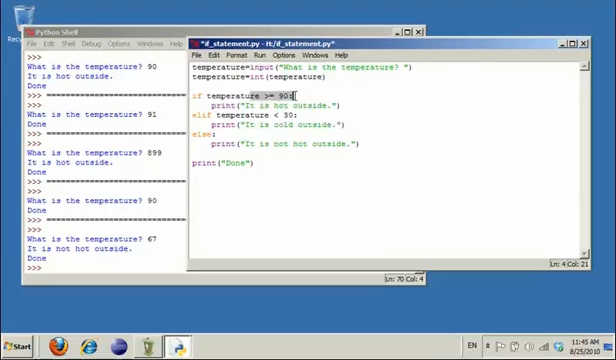 Python Shell
File Edit Shell Debug Options Windows Help
>>>
What is the temperature? 90
It is hot outside.
Done
>>>
What is the temperature? 91
Done
>>>
What is the temperature? 899
It is hot outside.
Done
>>>
What is the temperature? 90
Done
>>>
What is the temperature? 67
It is not hot outside.
Done
>>>
Ln: 70 Col: 4
*if_statement.py - H:/if_statement.py*
File Edit Format Run Options Windows Help
temperature=input("What is the temperature? ")
temperature=int(temperature)
if temperature >= 90:
print("It is hot outside.")
elif temperature < 30:
print("It is cold outside.")
else:
print("It is not hot outside.")
print("Done")
Ln: 4 Col: 21
Start
EN
11:45 AM
8/25/2010